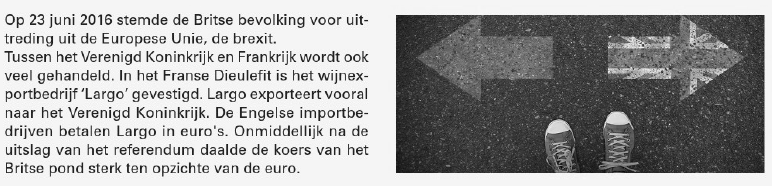 Op 23 juni 2016 stemde de Britse bevolking voor uit-
treding uit de Europese Unie, de brexit.
Tussen het Verenigd Koninkrijk en Frankrijk wordt ook
veel gehandeld. In het Franse Dieulefit is het wijnex-
portbedrijf ‘Largo’ gevestigd. Largo exporteert vooral
naar het Verenigd Koninkrijk. De Engelse importbe-
drijven betalen Largo in euro's. Onmiddellijk na de
uitslag van het referendum daalde de koers van het
Britse pond sterk ten opzichte van de euro.